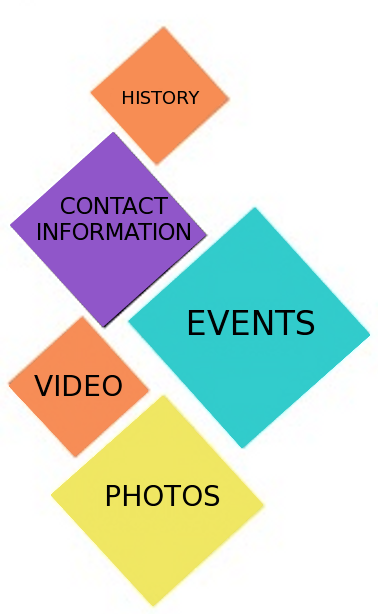 HISTORY
CONTACT
INFORMATION
EVENTS
VIDEO
PHOTOS